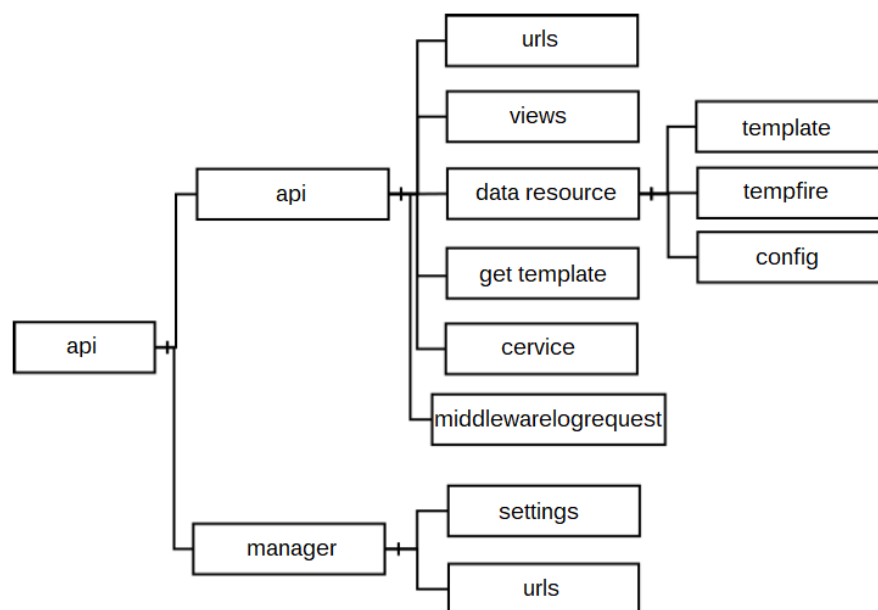 urls
views
template
api
data resource
tempfire
config
get template
api
cervice
middlewarelogrequest
settings
manager
urls